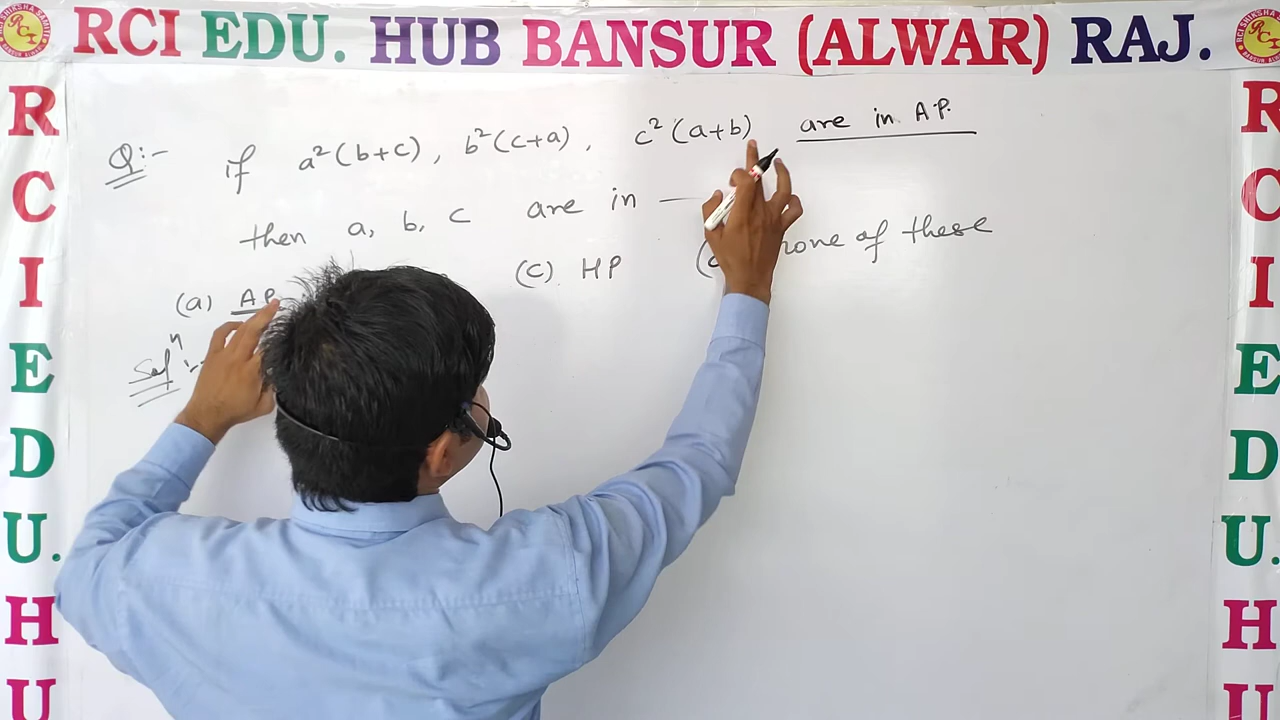 RCI EDU. HUB BANSUR (ALWAR) RAJ.
Q:- if a²(b+c), b²(c+a), c²(a+b) are in A.P.
then a, b, c are in —
(a) A.P. (C) HP none of these
Solⁿ:-
R
C
I
E
D
U.
H
U
R
C
I
E
D
U.
H
U